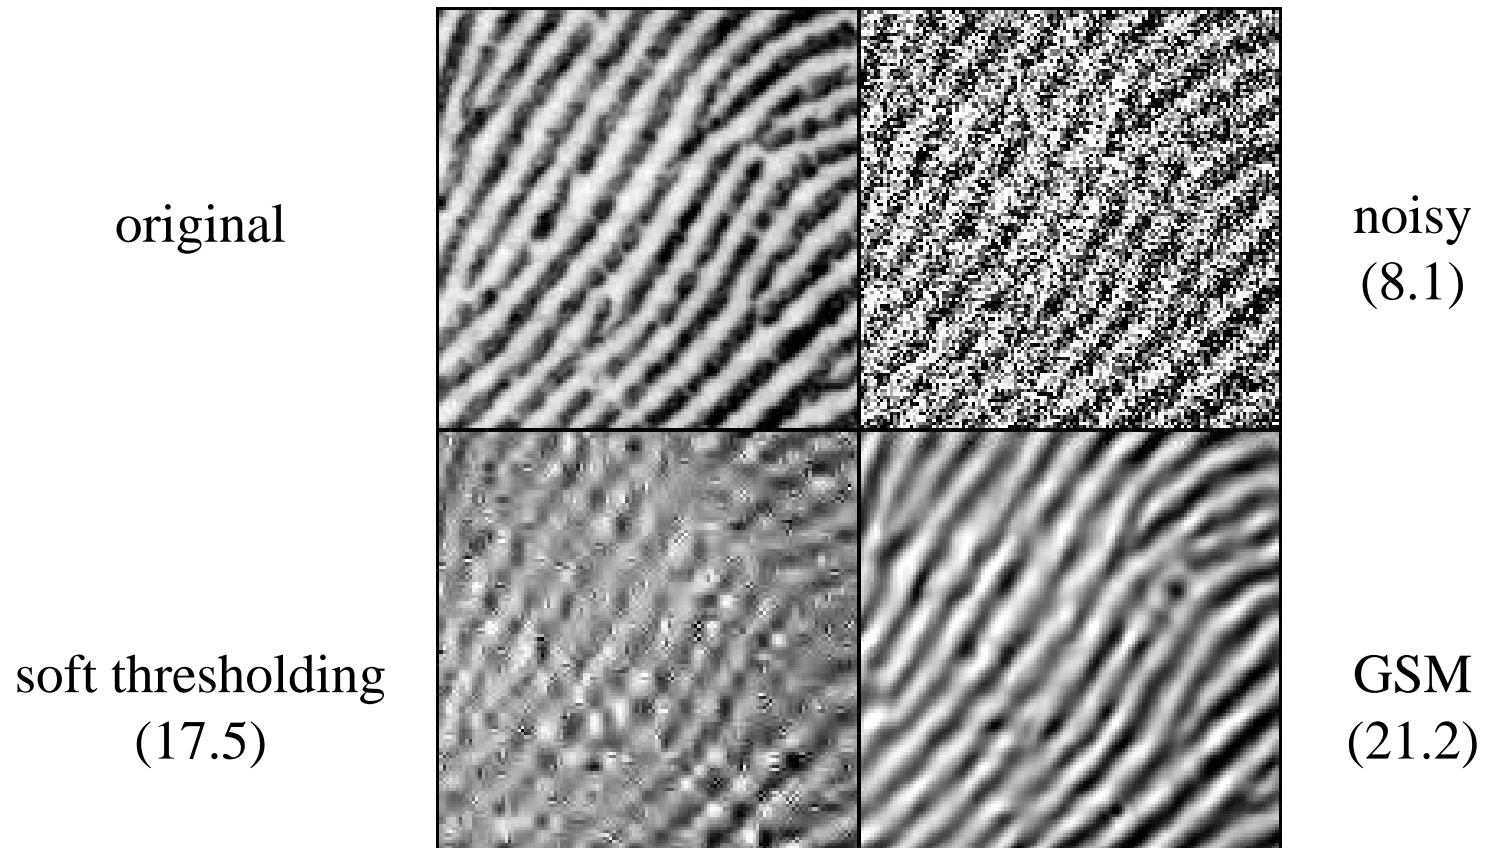 original
noisy
(8.1)
soft thresholding
(17.5)
GSM
(21.2)